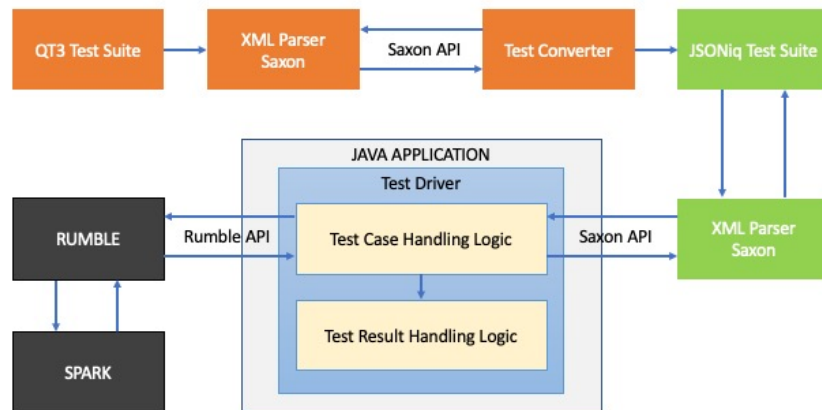 QT3 Test Suite
XML Parser
Saxon
Saxon API
Test Converter
JSONiq Test Suite
JAVA APPLICATION
Test Driver
RUMBLE
Rumble API
Test Case Handling Logic
Saxon API
XML Parser
Saxon
Test Result Handling Logic
SPARK